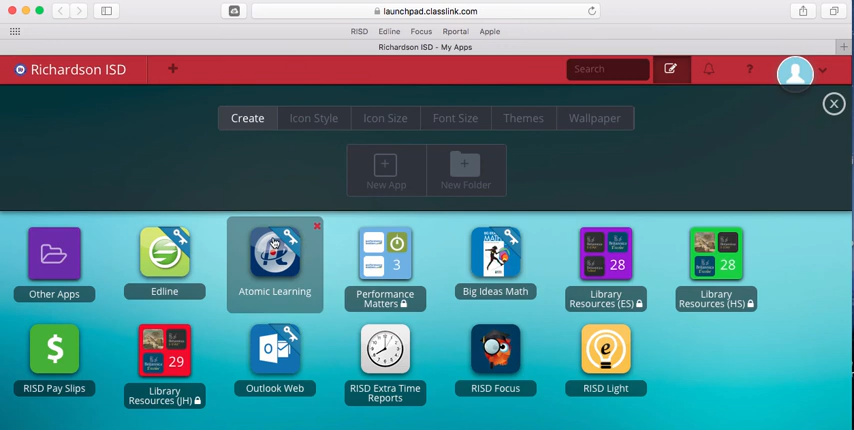 launchpad.classlink.com
RISD Edline Focus Rportal Apple
Richardson ISD - My Apps
Richardson ISD
Search
Create Icon Style Icon Size Font Size Themes Wallpaper
New App New Folder
3
28
28
Other Apps
Edline
Atomic Learning
Performance
Matters
Big Ideas Math
Library
Resources (ES)
Library
Resources (HS)
MATH
$
29
e
RISD Pay Slips
Library
Resources (JH)
Outlook Web
RISD Extra Time
Reports
RISD Focus
RISD Light